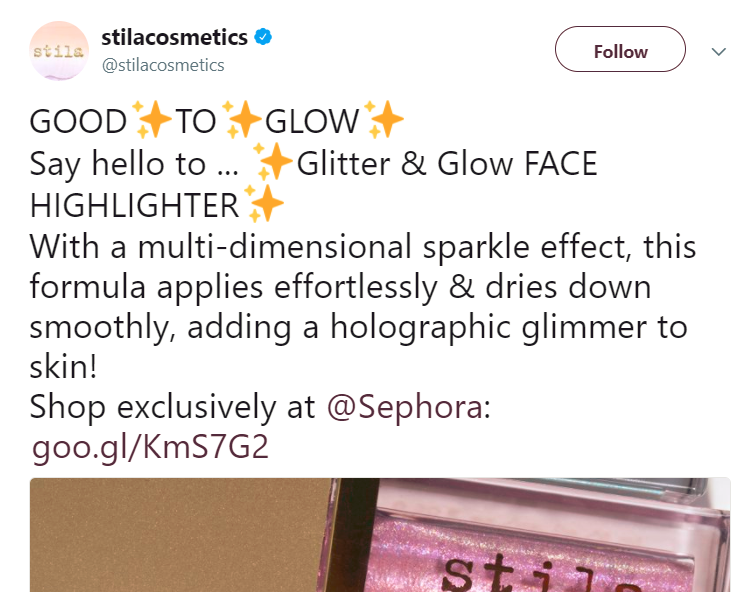 stila
stilacosmetics
@stilacosmetics
Follow
GOOD✨TO✨GLOW✨
Say hello to ... ✨Glitter & Glow FACE
HIGHLIGHTER✨
With a multi-dimensional sparkle effect, this
formula applies effortlessly & dries down
smoothly, adding a holographic glimmer to
skin!
Shop exclusively at @Sephora:
goo.gl/KmS7G2
stila